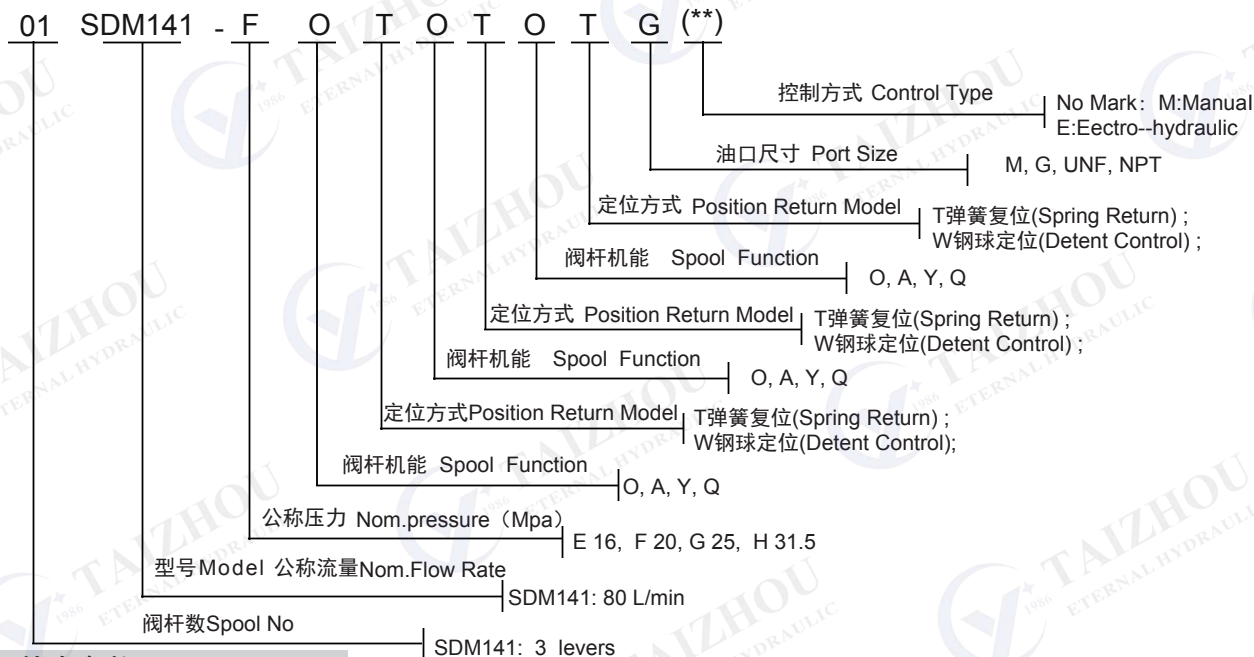 01 SDM141 - F O T O T O T G (**)
控制方式 Control Type
No Mark：M:Manual
E:Eectro--hydraulic
油口尺寸 Port Size
M, G, UNF, NPT
定位方式 Position Return Model
T弹簧复位(Spring Return) ;
W钢球定位(Detent Control) ;
阀杆机能 Spool Function
O, A, Y, Q
定位方式 Position Return Model
T弹簧复位(Spring Return) ;
W钢球定位(Detent Control) ;
阀杆机能 Spool Function
O, A, Y, Q
定位方式Position Return Model
T弹簧复位(Spring Return) ;
W钢球定位(Detent Control);
阀杆机能 Spool Function
O, A, Y, Q
公称压力 Nom.pressure（Mpa）
E 16, F 20, G 25, H 31.5
型号Model 公称流量Nom.Flow Rate
SDM141: 80 L/min
阀杆数Spool No
SDM141: 3 levers
TAIZHOU
ETERNAL HYDRAULIC
1986